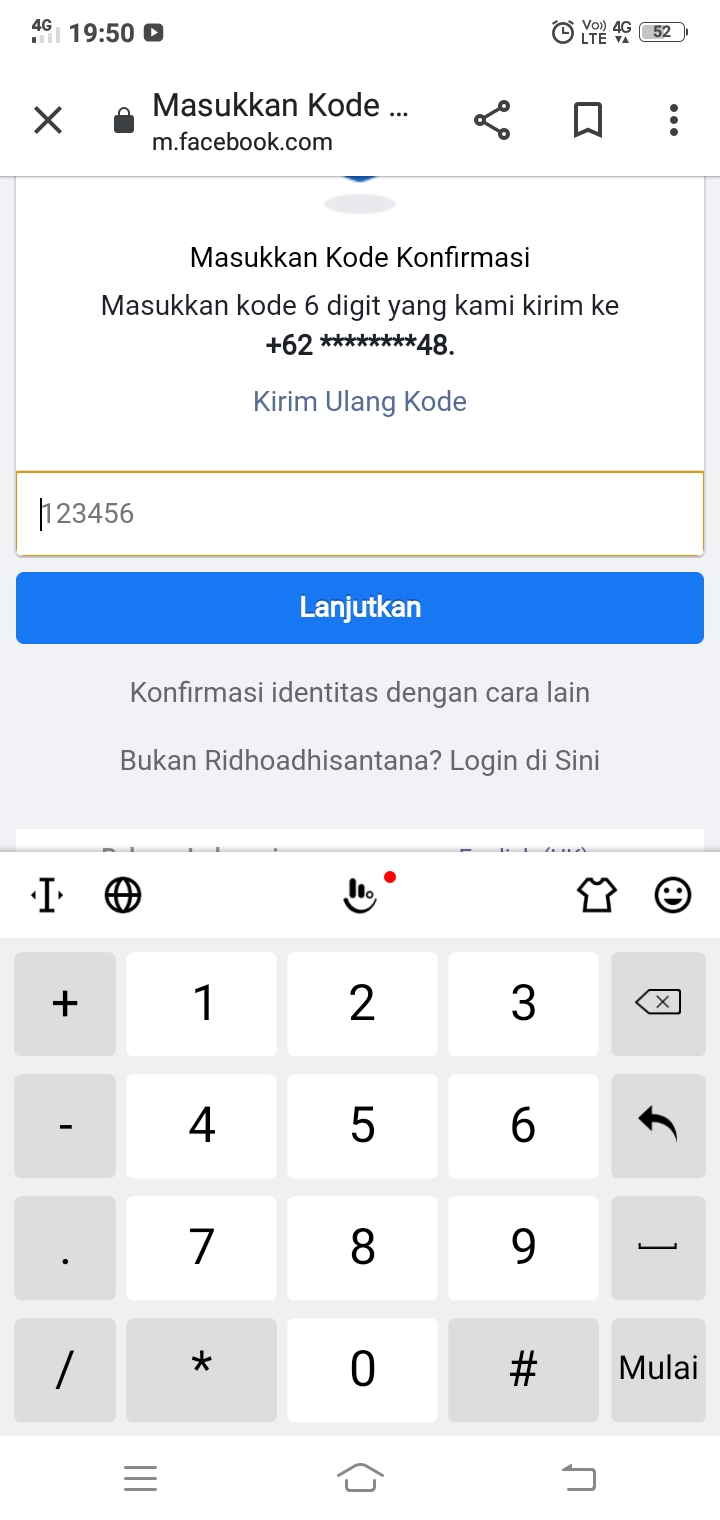 4G 19:50 Vo)) LTE 4G 52
Masukkan Kode ...
m.facebook.com
Masukkan Kode Konfirmasi
Masukkan kode 6 digit yang kami kirim ke
+62 ********48.
Kirim Ulang Kode
123456
Lanjutkan
Konfirmasi identitas dengan cara lain
Bukan Ridhoadhisantana? Login di Sini
+ 1 2 3
- 4 5 6
. 7 8 9
/ * 0 # Mulai